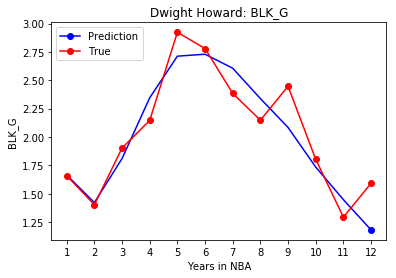 Dwight Howard: BLK_G
Prediction
True
BLK_G
3.00
2.75
2.50
2.25
2.00
1.75
1.50
1.25
1 2 3 4 5 6 7 8 9 10 11 12
Years in NBA